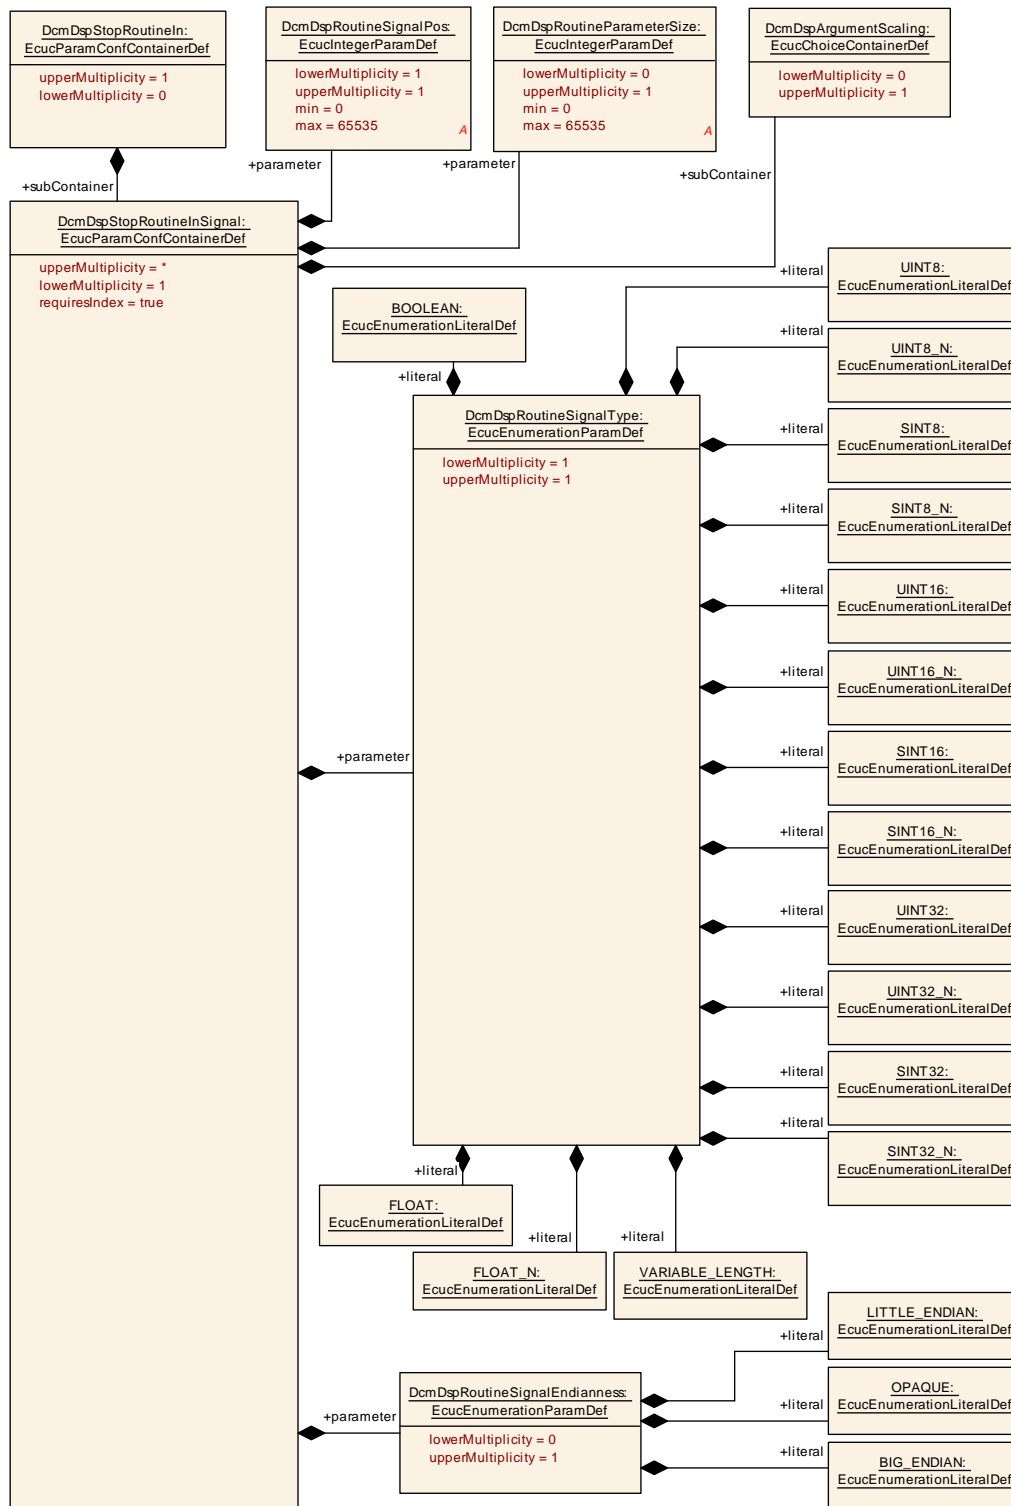 DcmDspStopRoutineIn:
EcucParamConfContainerDef
upperMultiplicity = 1
lowerMultiplicity = 0
DcmDspRoutineSignalPos:
EcucIntegerParamDef
lowerMultiplicity = 1
upperMultiplicity = 1
min = 0
max = 65535
A
DcmDspRoutineParameterSize:
EcucIntegerParamDef
lowerMultiplicity = 0
upperMultiplicity = 1
min = 0
max = 65535
A
DcmDspArgumentScaling:
EcucChoiceContainerDef
lowerMultiplicity = 0
upperMultiplicity = 1
+subContainer
+parameter
+parameter
+subContainer
DcmDspStopRoutineInSignal:
EcucParamConfContainerDef
upperMultiplicity = *
lowerMultiplicity = 1
requiresIndex = true
BOOLEAN:
EcucEnumerationLiteralDef
+literal
+literal
UINT8:
EcucEnumerationLiteralDef
+literal
UINT8_N:
EcucEnumerationLiteralDef
DcmDspRoutineSignalType:
EcucEnumerationParamDef
lowerMultiplicity = 1
upperMultiplicity = 1
+literal
SINT8:
EcucEnumerationLiteralDef
+literal
SINT8_N:
EcucEnumerationLiteralDef
+literal
UINT16:
EcucEnumerationLiteralDef
+literal
UINT16_N:
EcucEnumerationLiteralDef
+parameter
+literal
SINT16:
EcucEnumerationLiteralDef
+literal
SINT16_N:
EcucEnumerationLiteralDef
+literal
UINT32:
EcucEnumerationLiteralDef
+literal
UINT32_N:
EcucEnumerationLiteralDef
+literal
SINT32:
EcucEnumerationLiteralDef
+literal
SINT32_N:
EcucEnumerationLiteralDef
+literal
FLOAT:
EcucEnumerationLiteralDef
+literal
FLOAT_N:
EcucEnumerationLiteralDef
+literal
VARIABLE_LENGTH:
EcucEnumerationLiteralDef
+literal
LITTLE_ENDIAN:
EcucEnumerationLiteralDef
+parameter
DcmDspRoutineSignalEndianness:
EcucEnumerationParamDef
lowerMultiplicity = 0
upperMultiplicity = 1
+literal
OPAQUE:
EcucEnumerationLiteralDef
+literal
BIG_ENDIAN:
EcucEnumerationLiteralDef